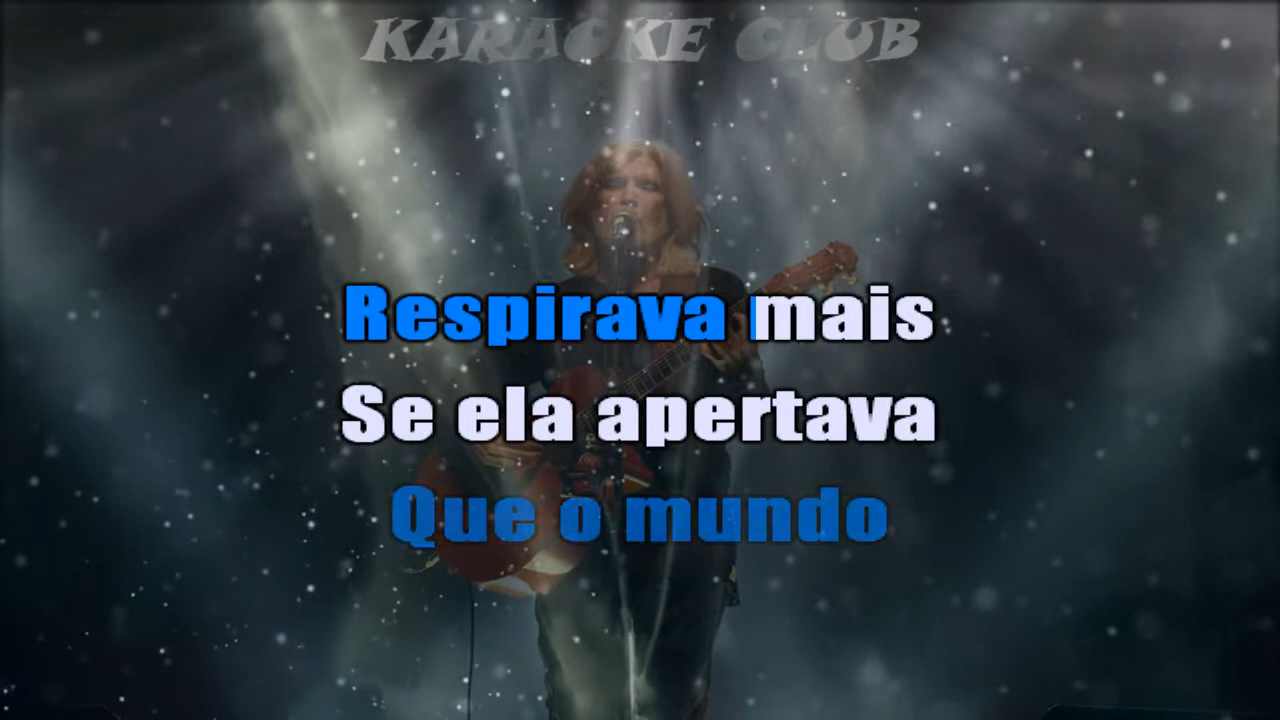 KARAOKE CLUB
Respirava mais
Se ela apertava
Que o mundo